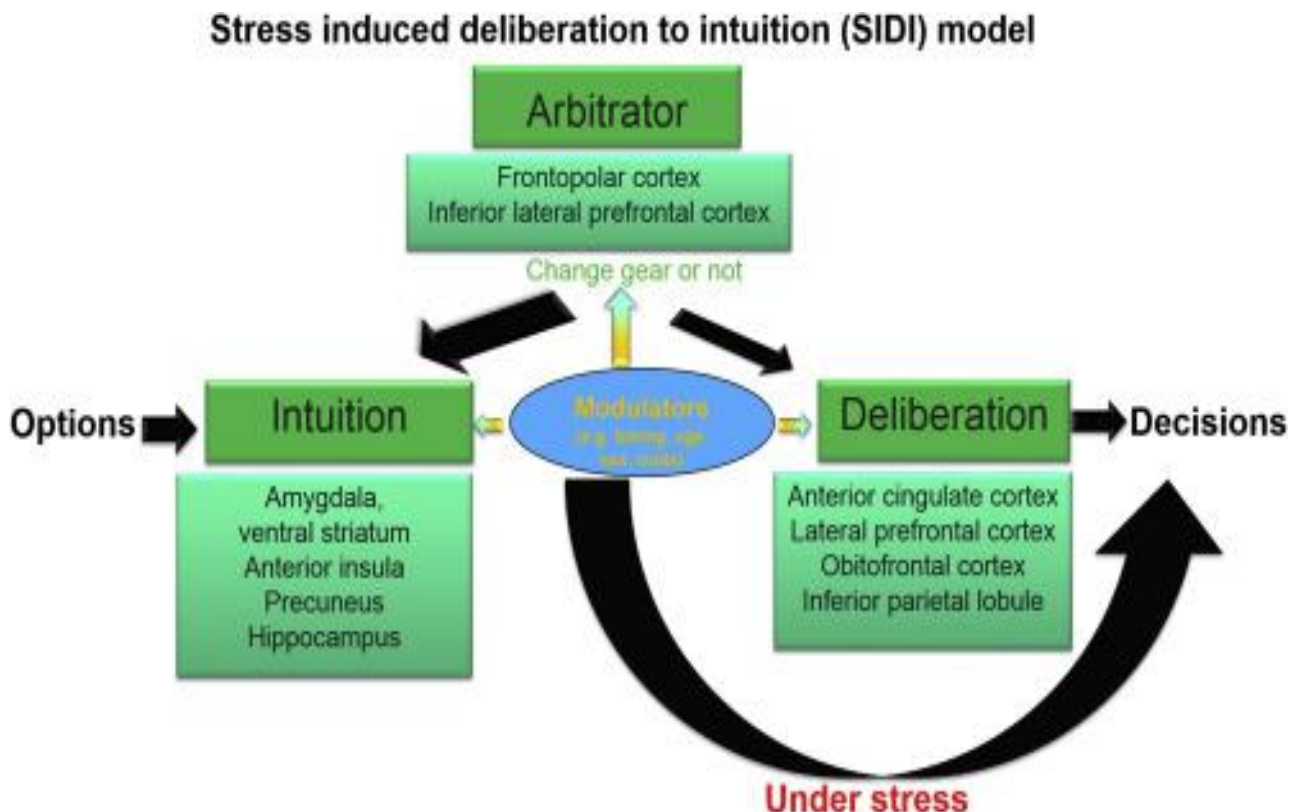 Stress induced deliberation to intuition (SIDI) model
Arbitrator
Frontopolar cortex
Inferior lateral prefrontal cortex
Change gear or not
Options
Intuition
Modulators
Deliberation
Decisions
Amygdala,
ventral striatum
Anterior insula
Precuneus
Hippocampus
Anterior cingulate cortex
Lateral prefrontal cortex
Obitofrontal cortex
Inferior parietal lobule
Under stress